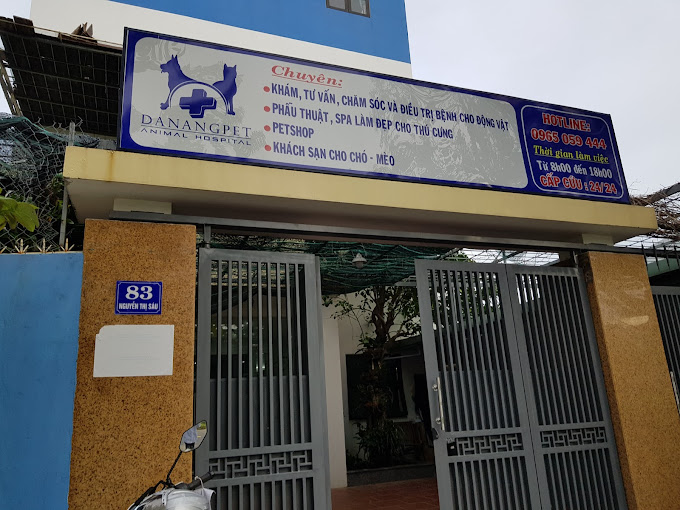 DANANGPET
ANIMAL HOSPITAL
Chuyên:
• KHÁM, TƯ VẤN, CHĂM SÓC VÀ ĐIỀU TRỊ BỆNH CHO ĐỘNG VẬT
• PHẨU THUẬT, SPA LÀM ĐẸP CHO THÚ CƯNG
• PETSHOP
• KHÁCH SẠN CHO CHÓ - MÈO
HOTLINE:
0965 059 444
Thời gian làm việc
Từ 8h00 đến 18h00
CẤP CỨU : 24/24
83
NGUYỄN THỊ SÁU